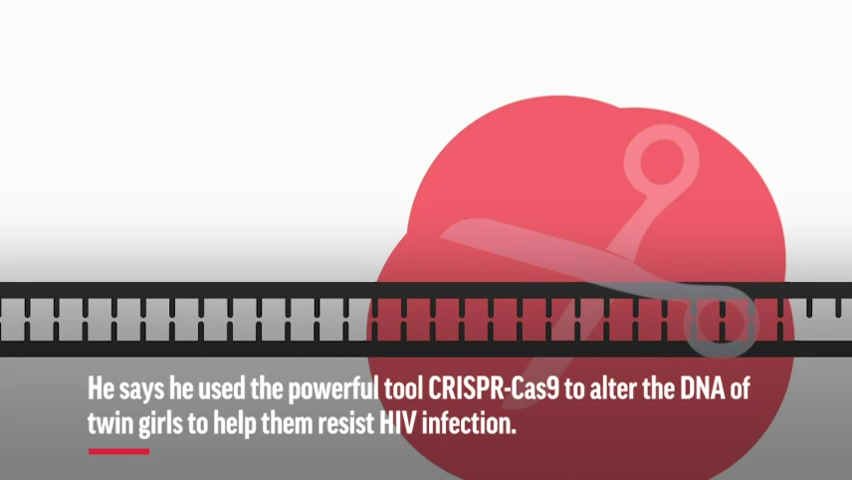 He says he used the powerful tool CRISPR-Cas9 to alter the DNA of
twin girls to help them resist HIV infection.